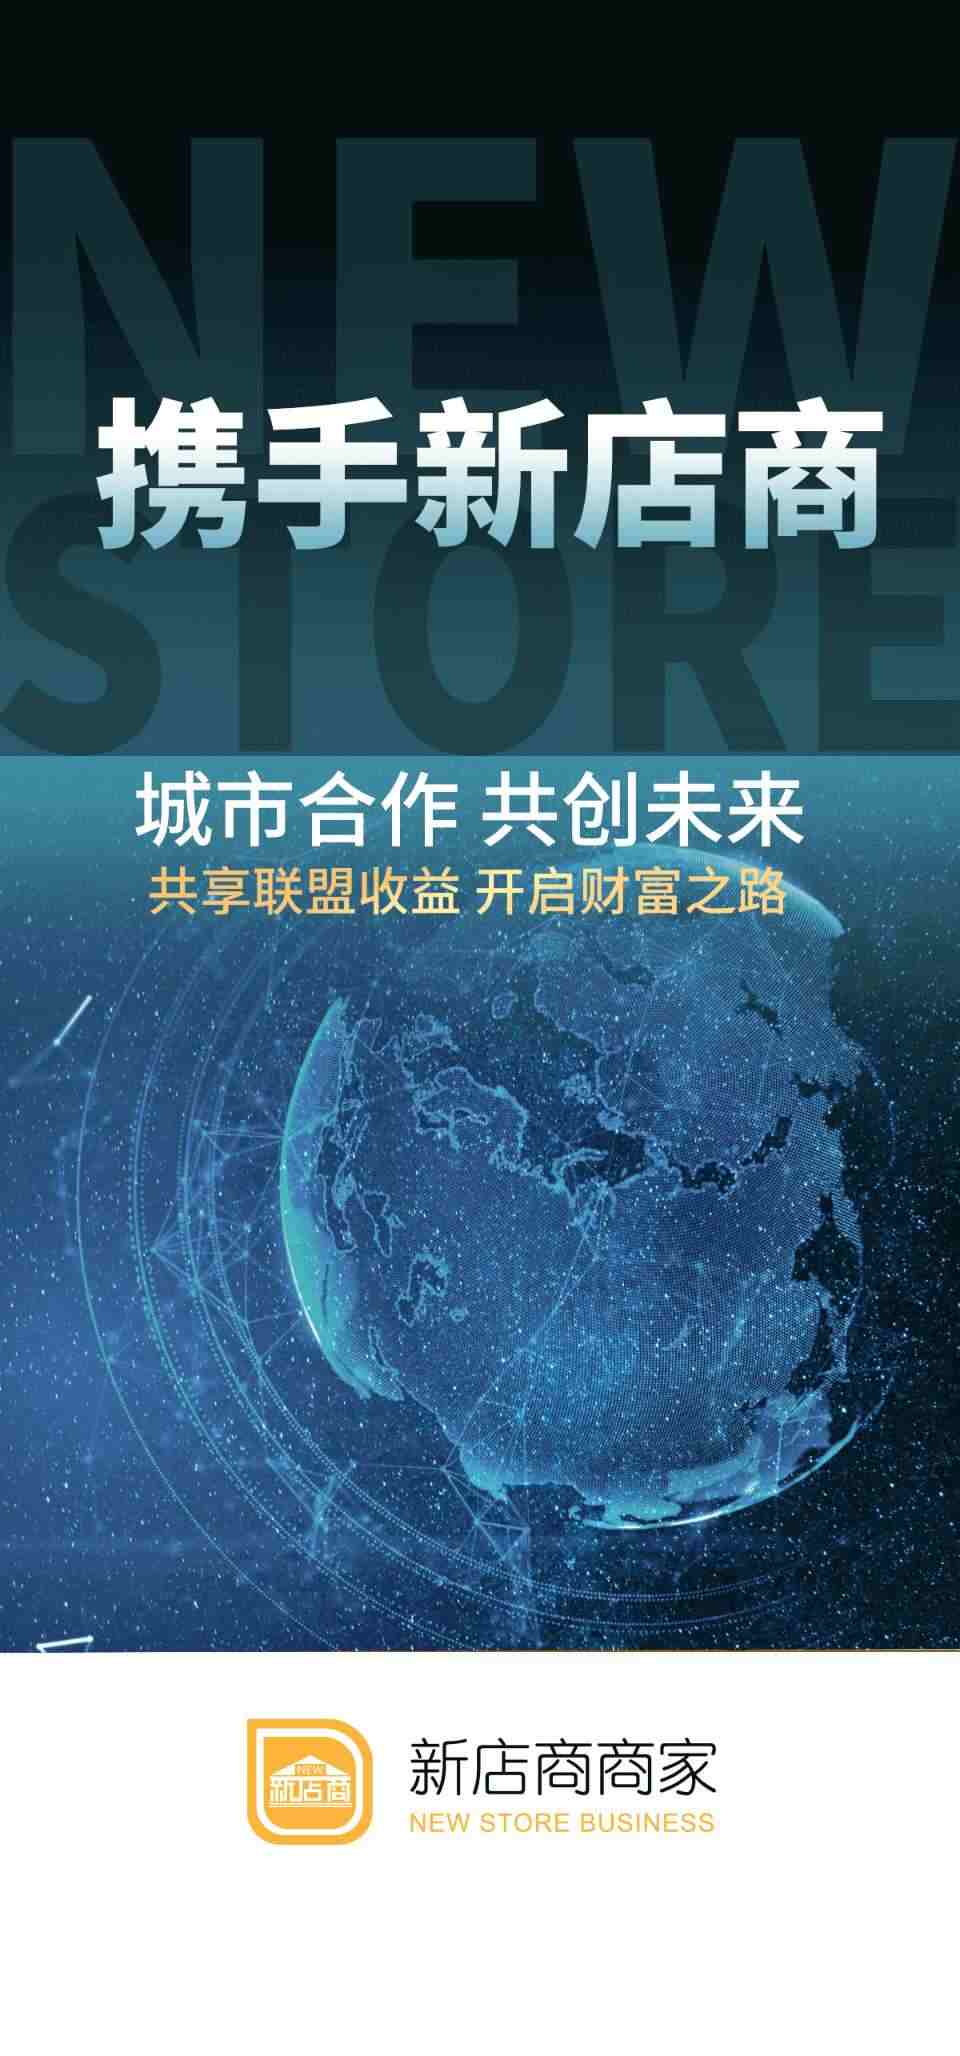 NEW
携手新店商
STORE
城市合作 共创未来
共享联盟收益 开启财富之路
NEW
新店商
新店商商家
NEW STORE BUSINESS